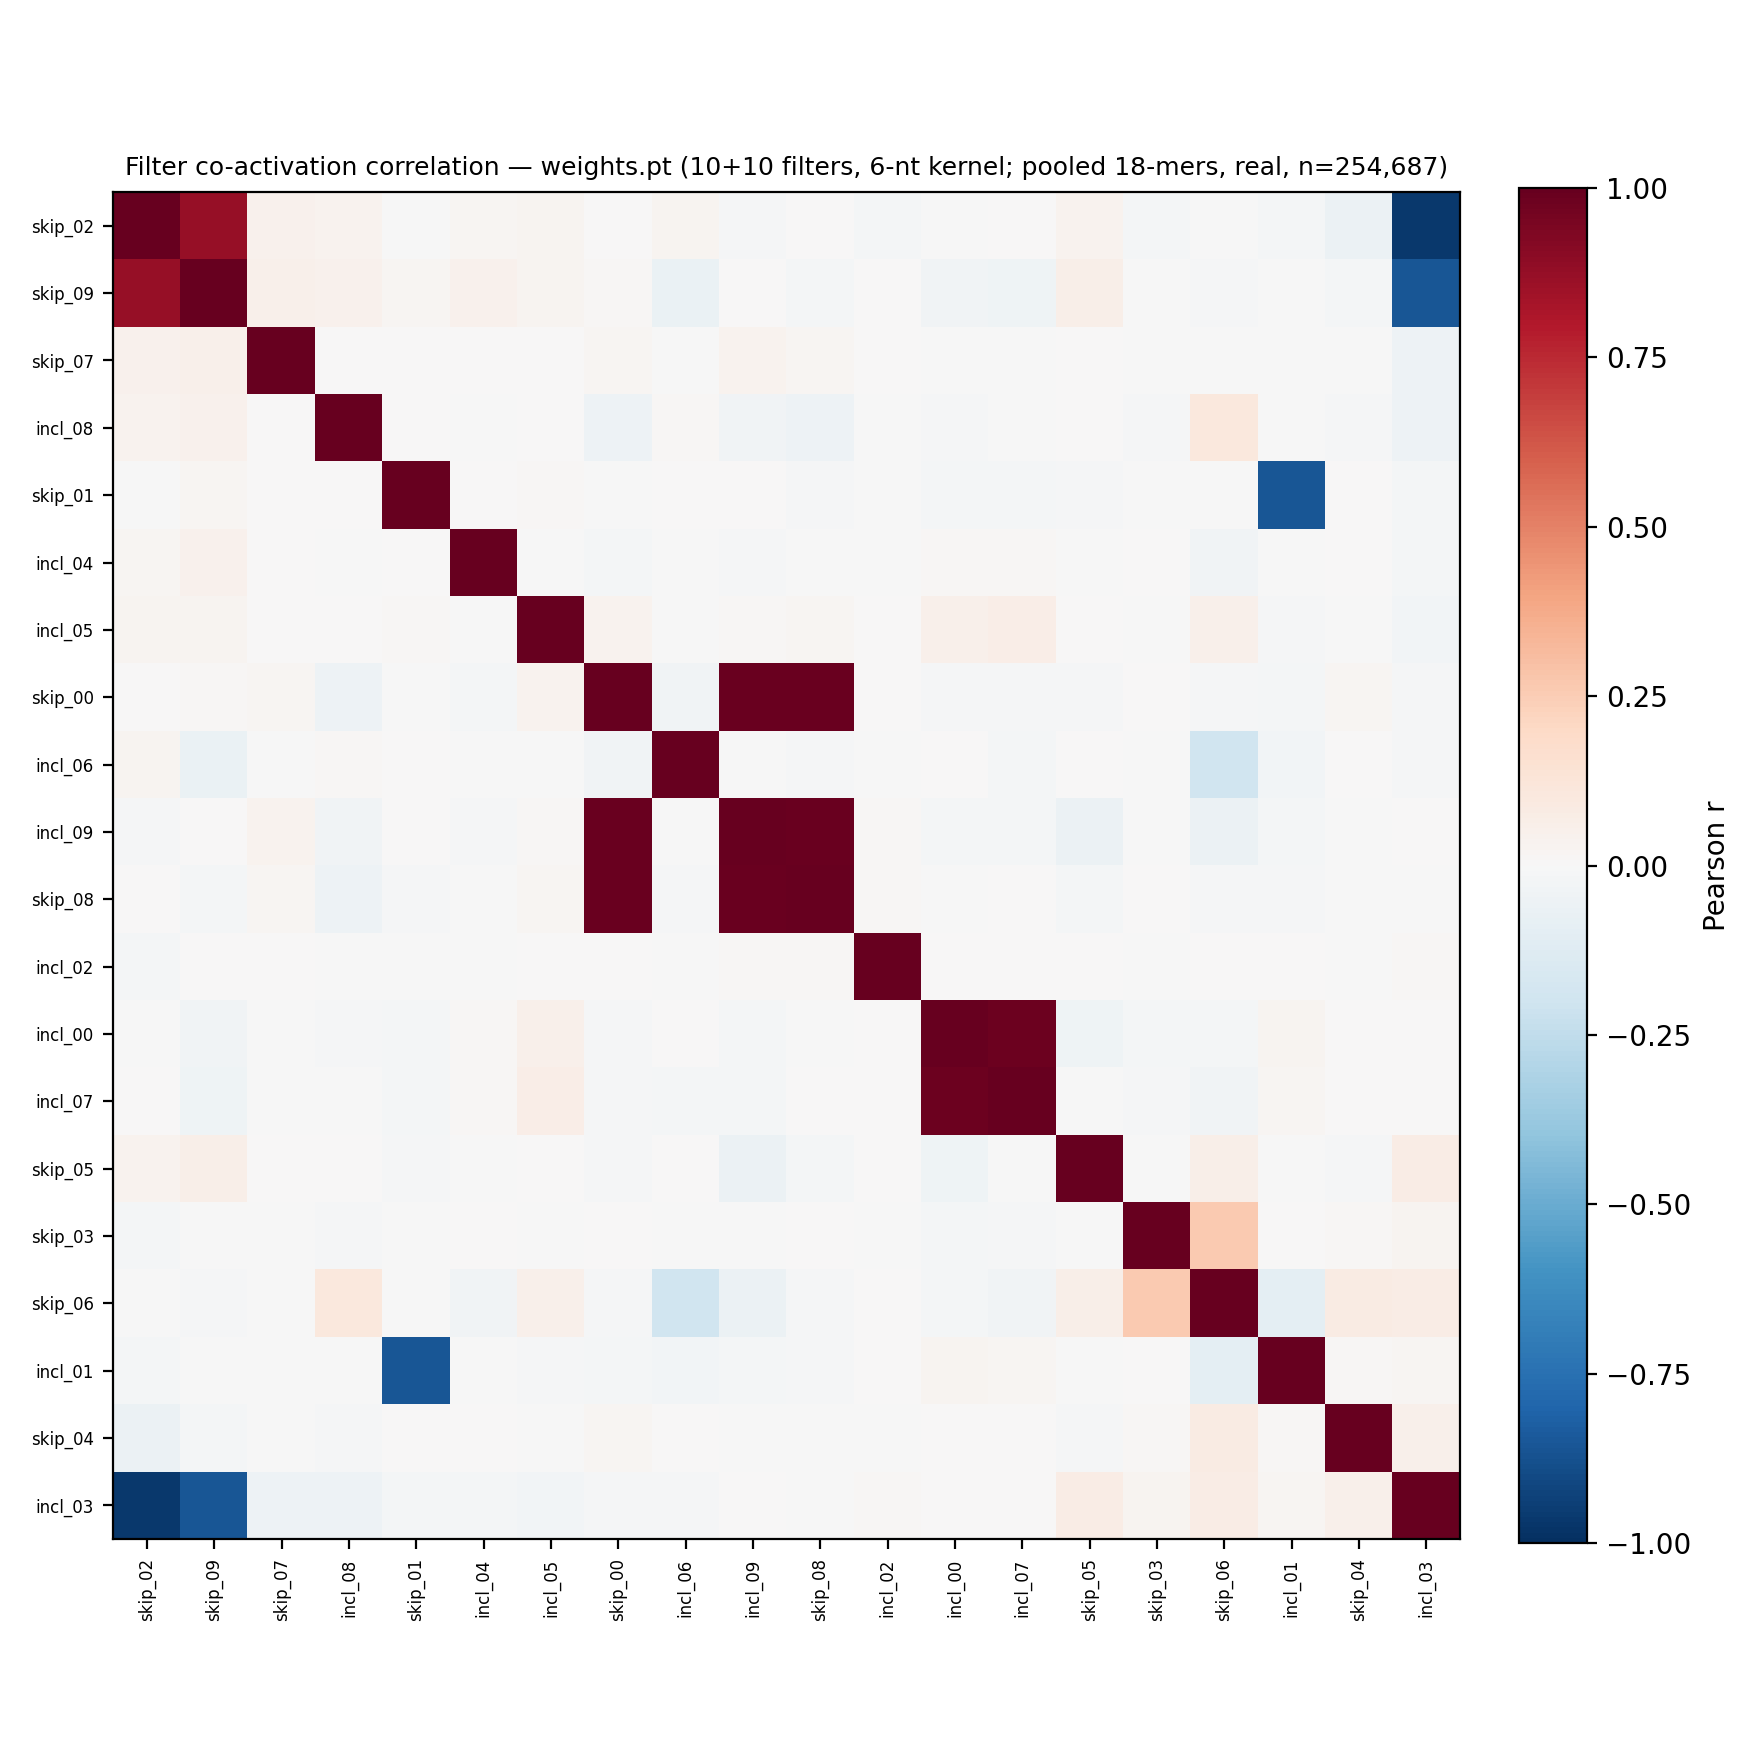 Filter co-activation correlation — weights.pt (10+10 filters, 6-nt kernel; pooled 18-mers, real, n=254,687)
skip_02
skip_09
skip_07
incl_08
skip_01
incl_04
incl_05
skip_00
incl_06
incl_09
skip_08
incl_02
incl_00
incl_07
skip_05
skip_03
skip_06
incl_01
skip_04
incl_03
skip_02
skip_09
skip_07
incl_08
skip_01
incl_04
incl_05
skip_00
incl_06
incl_09
skip_08
incl_02
incl_00
incl_07
skip_05
skip_03
skip_06
incl_01
skip_04
incl_03
1.00
0.75
0.50
0.25
0.00
−0.25
−0.50
−0.75
−1.00
Pearson r